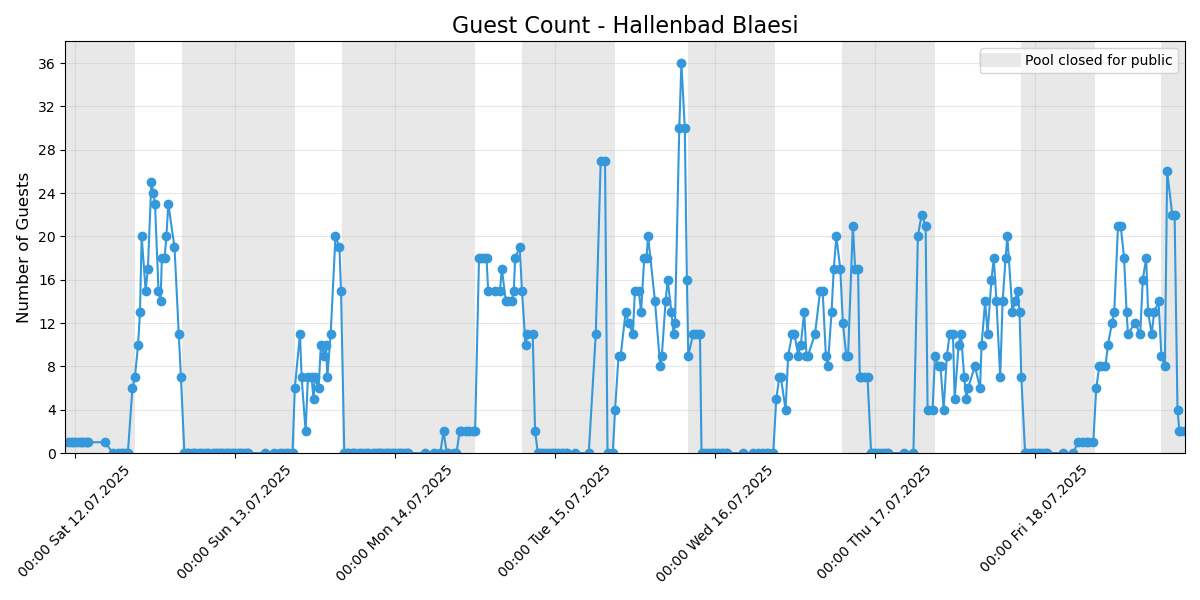 Guest Count - Hallenbad Blaesi
Pool closed for public
Number of Guests
36
32
28
24
20
16
12
8
4
0
00:00 Sat 12.07.2025
00:00 Sun 13.07.2025
00:00 Mon 14.07.2025
00:00 Tue 15.07.2025
00:00 Wed 16.07.2025
00:00 Thu 17.07.2025
00:00 Fri 18.07.2025